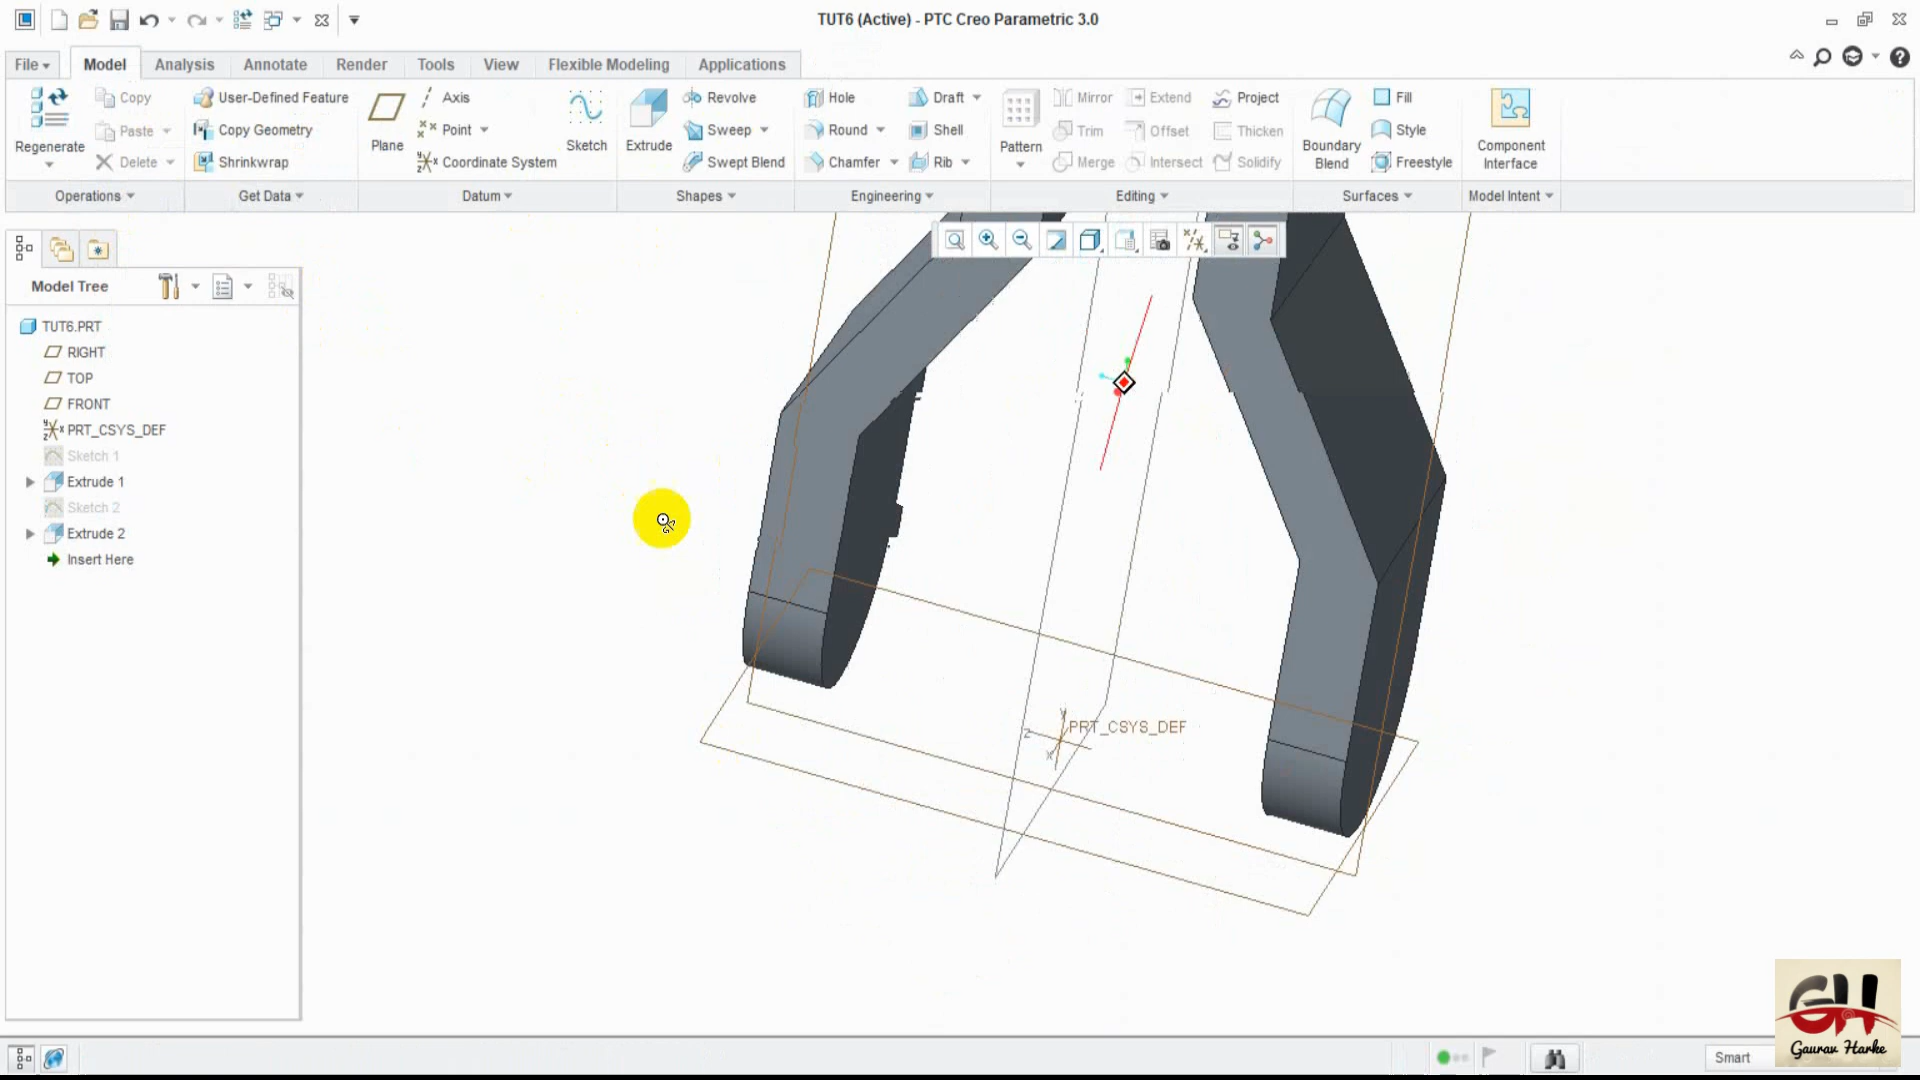 TUT6 (Active) - PTC Creo Parametric 3.0
File
Model
Analysis
Annotate
Render
Tools
View
Flexible Modeling
Applications
Regenerate
Copy
Paste
Delete
Operations
User-Defined Feature
Copy Geometry
Shrinkwrap
Get Data
Plane
Axis
Point
Coordinate System
Sketch
Datum
Extrude
Revolve
Sweep
Swept Blend
Shapes
Hole
Round
Chamfer
Draft
Shell
Rib
Engineering
Pattern
Mirror
Trim
Merge
Extend
Offset
Intersect
Project
Thicken
Solidify
Editing
Boundary
Blend
Fill
Style
Freestyle
Surfaces
Component
Interface
Model Intent
Model Tree
TUT6.PRT
RIGHT
TOP
FRONT
PRT_CSYS_DEF
Sketch 1
Extrude 1
Sketch 2
Extrude 2
Insert Here
Y
PRT_CSYS_DEF
Z
X
GH
Gaurav Harke
Smart